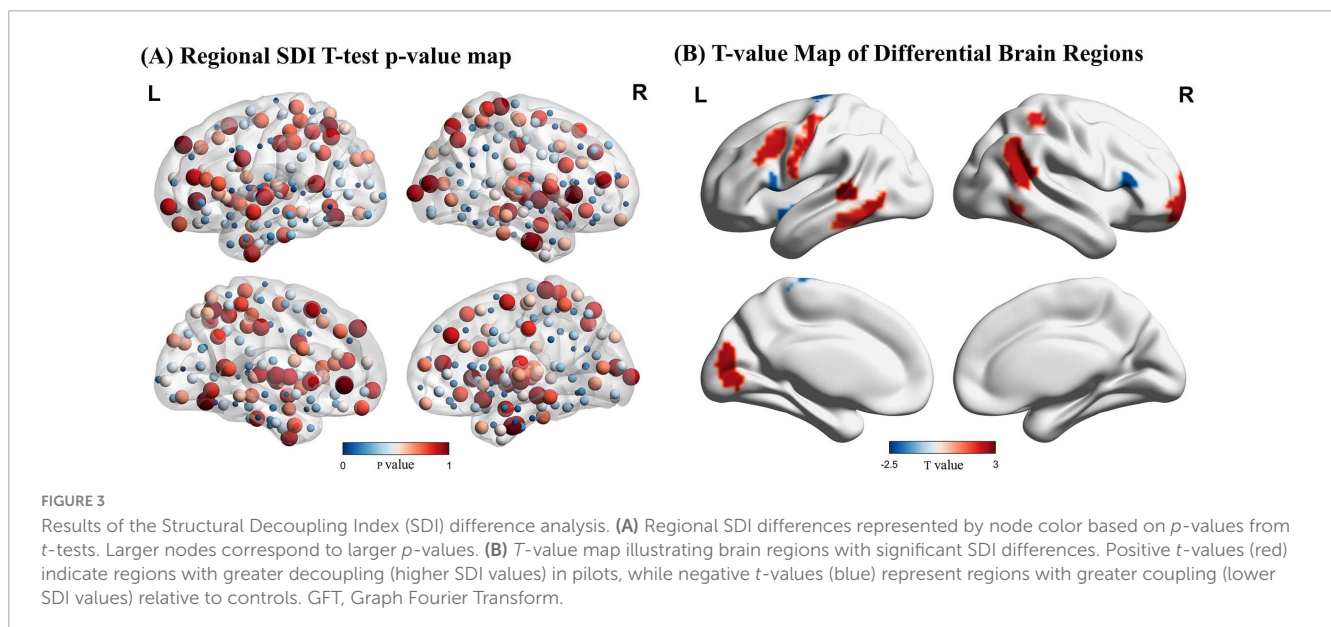 (A) Regional SDI T-test p-value map
(B) T-value Map of Differential Brain Regions
L
R
L
R
0
P value
1
-2.5
T value
3
FIGURE 3
Results of the Structural Decoupling Index (SDI) difference analysis. (A) Regional SDI differences represented by node color based on p-values from
t-tests. Larger nodes correspond to larger p-values. (B) T-value map illustrating brain regions with significant SDI differences. Positive t-values (red)
indicate regions with greater decoupling (higher SDI values) in pilots, while negative t-values (blue) represent regions with greater coupling (lower
SDI values) relative to controls. GFT, Graph Fourier Transform.